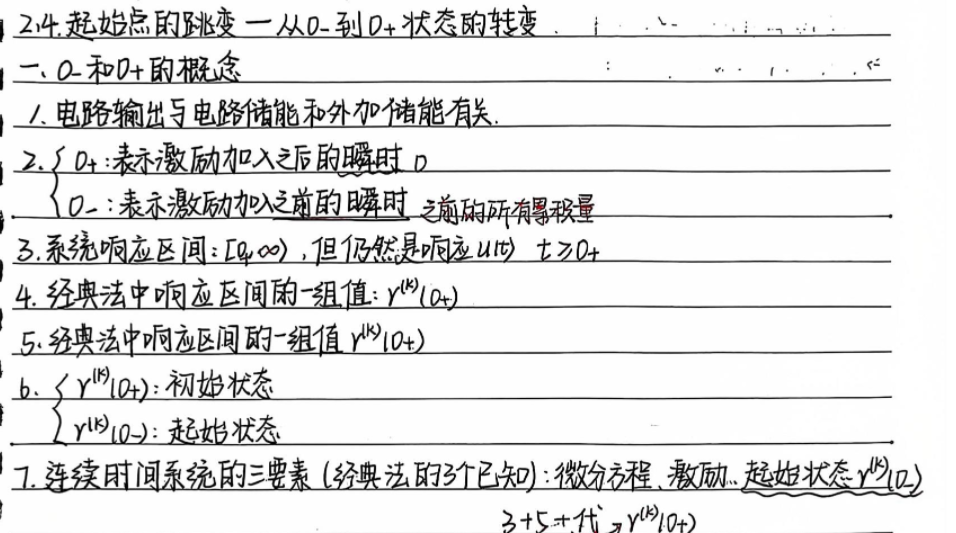 2.4.起始点的跳变一从0-到0+状态的转变.
一、0-和0+的概念
1.电路输出与电路储能和外加储能有关.
2.{0+:表示激励加入之后的瞬时 0
0-:表示激励加入之前的瞬时 之前的所有累积量
3.系统响应区间:[0,∞),但仍然是响应u(t) t≥0+
4.经典法中响应区间的一组值:r⁽ᵏ⁾(0+)
5.经典法中响应区间的一组值r⁽ᵏ⁾(0+)
6.{r⁽ᵏ⁾(0+):初始状态
r⁽ᵏ⁾(0-):起始状态
7.连续时间系统的三要素(经典法的3个已知):微分方程、激励..起始状态r⁽ᵏ⁾(0-)
r⁽ᵏ⁾(0+)